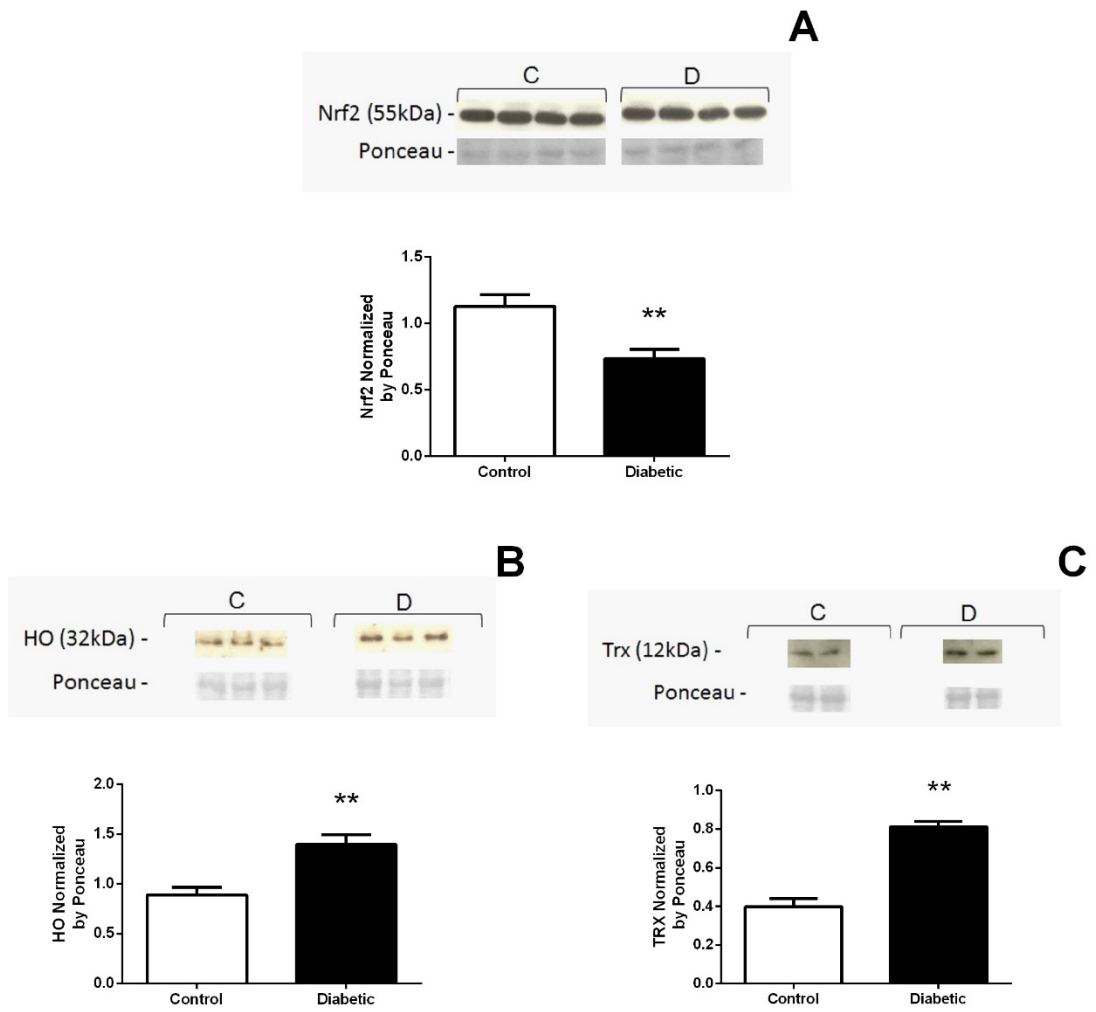 A
C D
Nrf2 (55kDa) -
Ponceau -
1.5
1.0
0.5
0.0
Nrf2 Normalized
by Ponceau
**
Control Diabetic
B
C D
HO (32kDa) -
Ponceau -
2.0
1.5
1.0
0.5
0.0
HO Normalized
by Ponceau
**
Control Diabetic
C
C D
Trx (12kDa) -
Ponceau -
1.0
0.8
0.6
0.4
0.2
0.0
TRX Normalized
by Ponceau
**
Control Diabetic